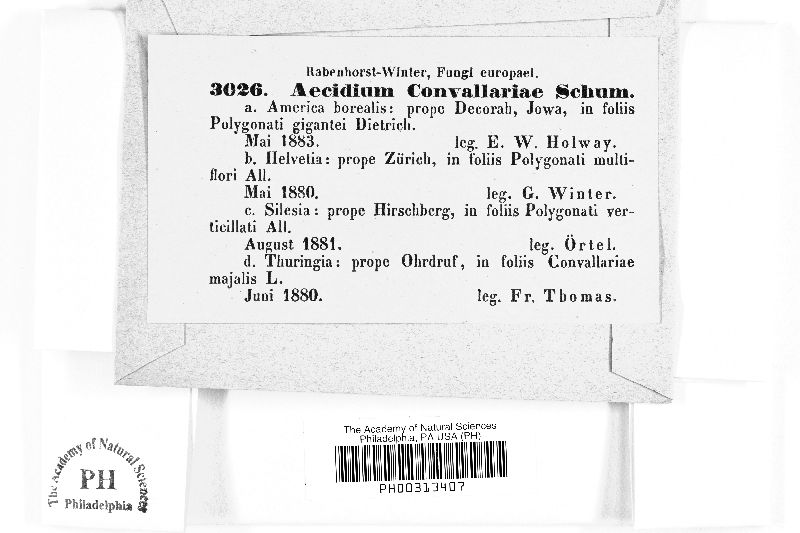 Rabenhorst-Winter, Fungi europaei.
3026. Aecidium Convallariae Schum.
a. America borealis: prope Decorah, Jowa, in foliis
Polygonati gigantei Dietrich.
Mai 1883. leg. E. W. Holway.
b. Helvetia: prope Zürich, in foliis Polygonati multi-
flori All.
Mai 1880. leg. G. Winter.
c. Silesia: prope Hirschberg, in foliis Polygonati ver-
ticillati All.
August 1881. leg. Örtel.
d. Thuringia: prope Ohrdruf, in foliis Convallariae
majalis L.
Juni 1880. leg. Fr. Thomas.
The Academy of Natural Sciences
Philadelphia, PA USA (PH)
PH00313407
The Academy of Natural Sciences
PH
Philadelphia